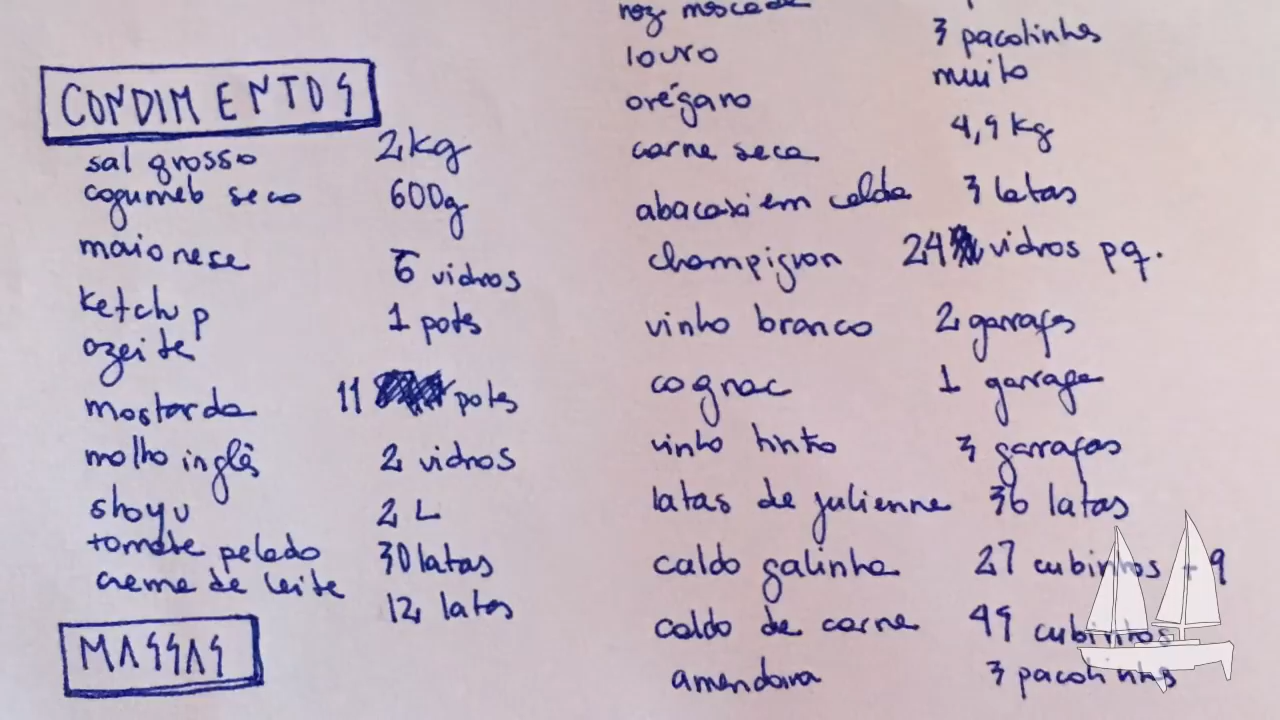 CONDIMENTOS
sal grosso 2kg
cogumelo seco 600g
maionese 6 vidros
ketchup 1 pote
azeite
mostarda 11 potes
molho inglês 2 vidros
shoyu 2 L
tomate pelado 30 latas
creme de leite 12 latas
MASSAS
noz moscada
louro 3 pacotinhos
orégano muito
carne seca 4,9 kg
abacaxi em calda 3 latas
champignon 24 vidros pq.
vinho branco 2 garrafas
cognac 1 garrafa
vinho tinto 3 garrafas
latas de julienne 36 latas
caldo galinha 27 cubinhos + 9
caldo de carne 49 cubinhos
amendoira 3 pacotinhos